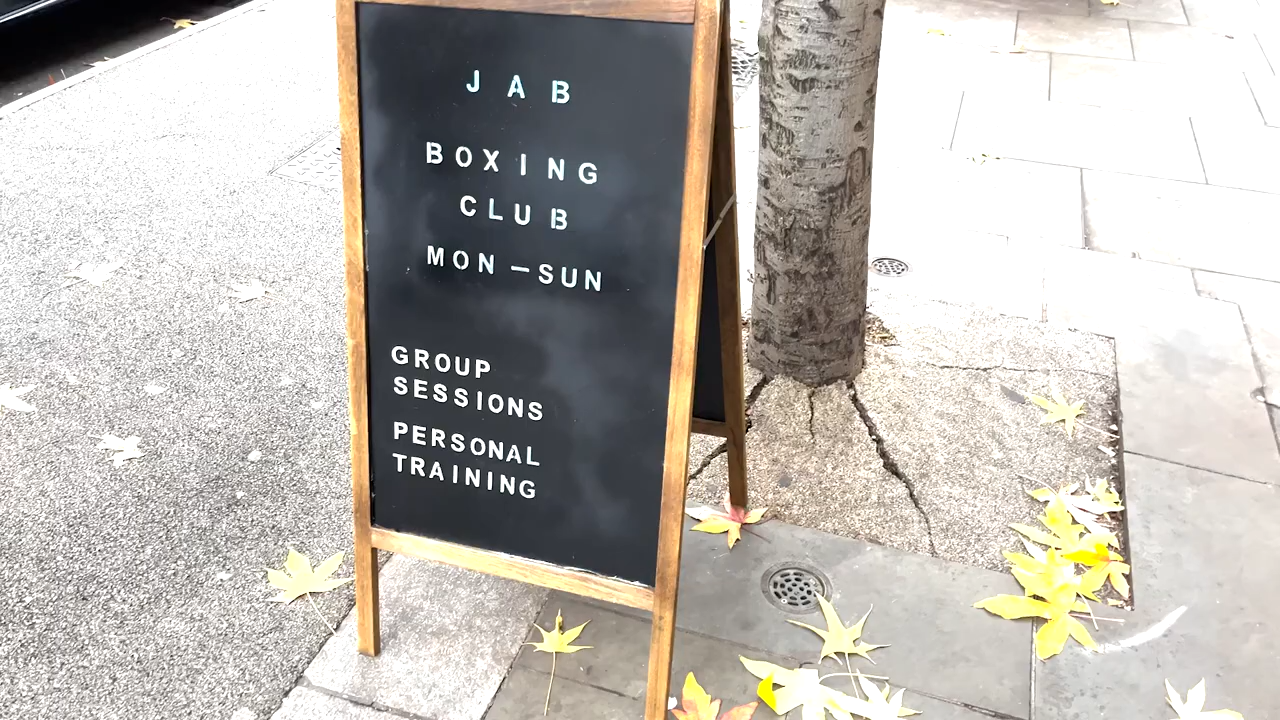 JAB
BOXING
CLUB
MON – SUN
GROUP
SESSIONS
PERSONAL
TRAINING